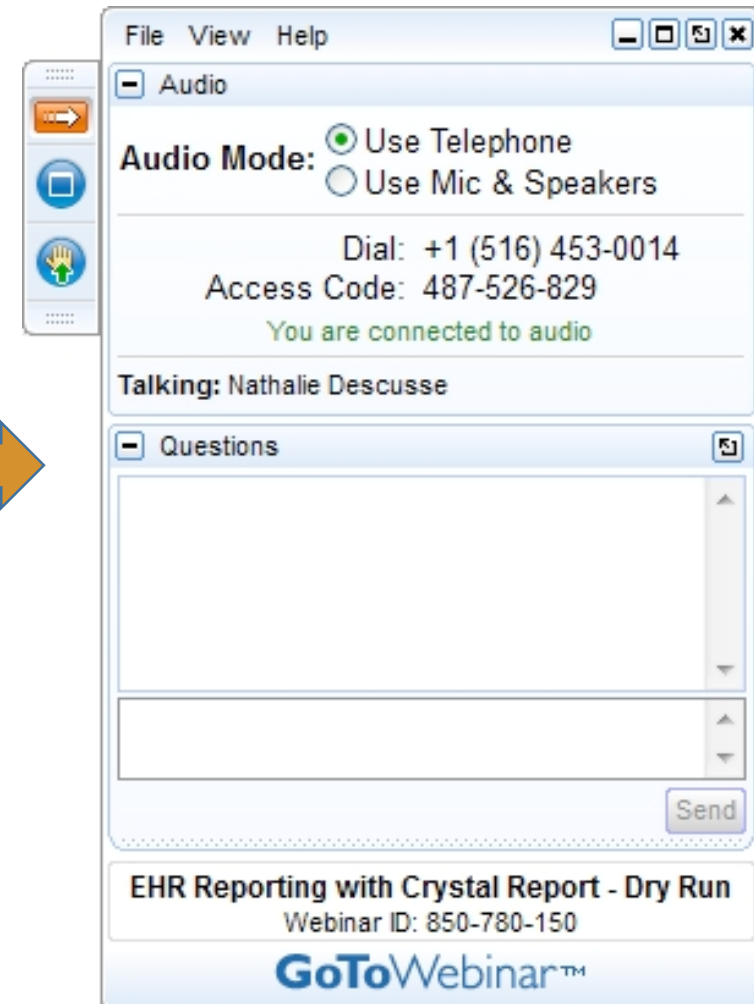 File View Help
Audio
Audio Mode: Use Telephone
Use Mic & Speakers
Dial: +1 (516) 453-0014
Access Code: 487-526-829
You are connected to audio
Talking: Nathalie Descusse
Questions
Send
EHR Reporting with Crystal Report - Dry Run
Webinar ID: 850-780-150
GoToWebinar™